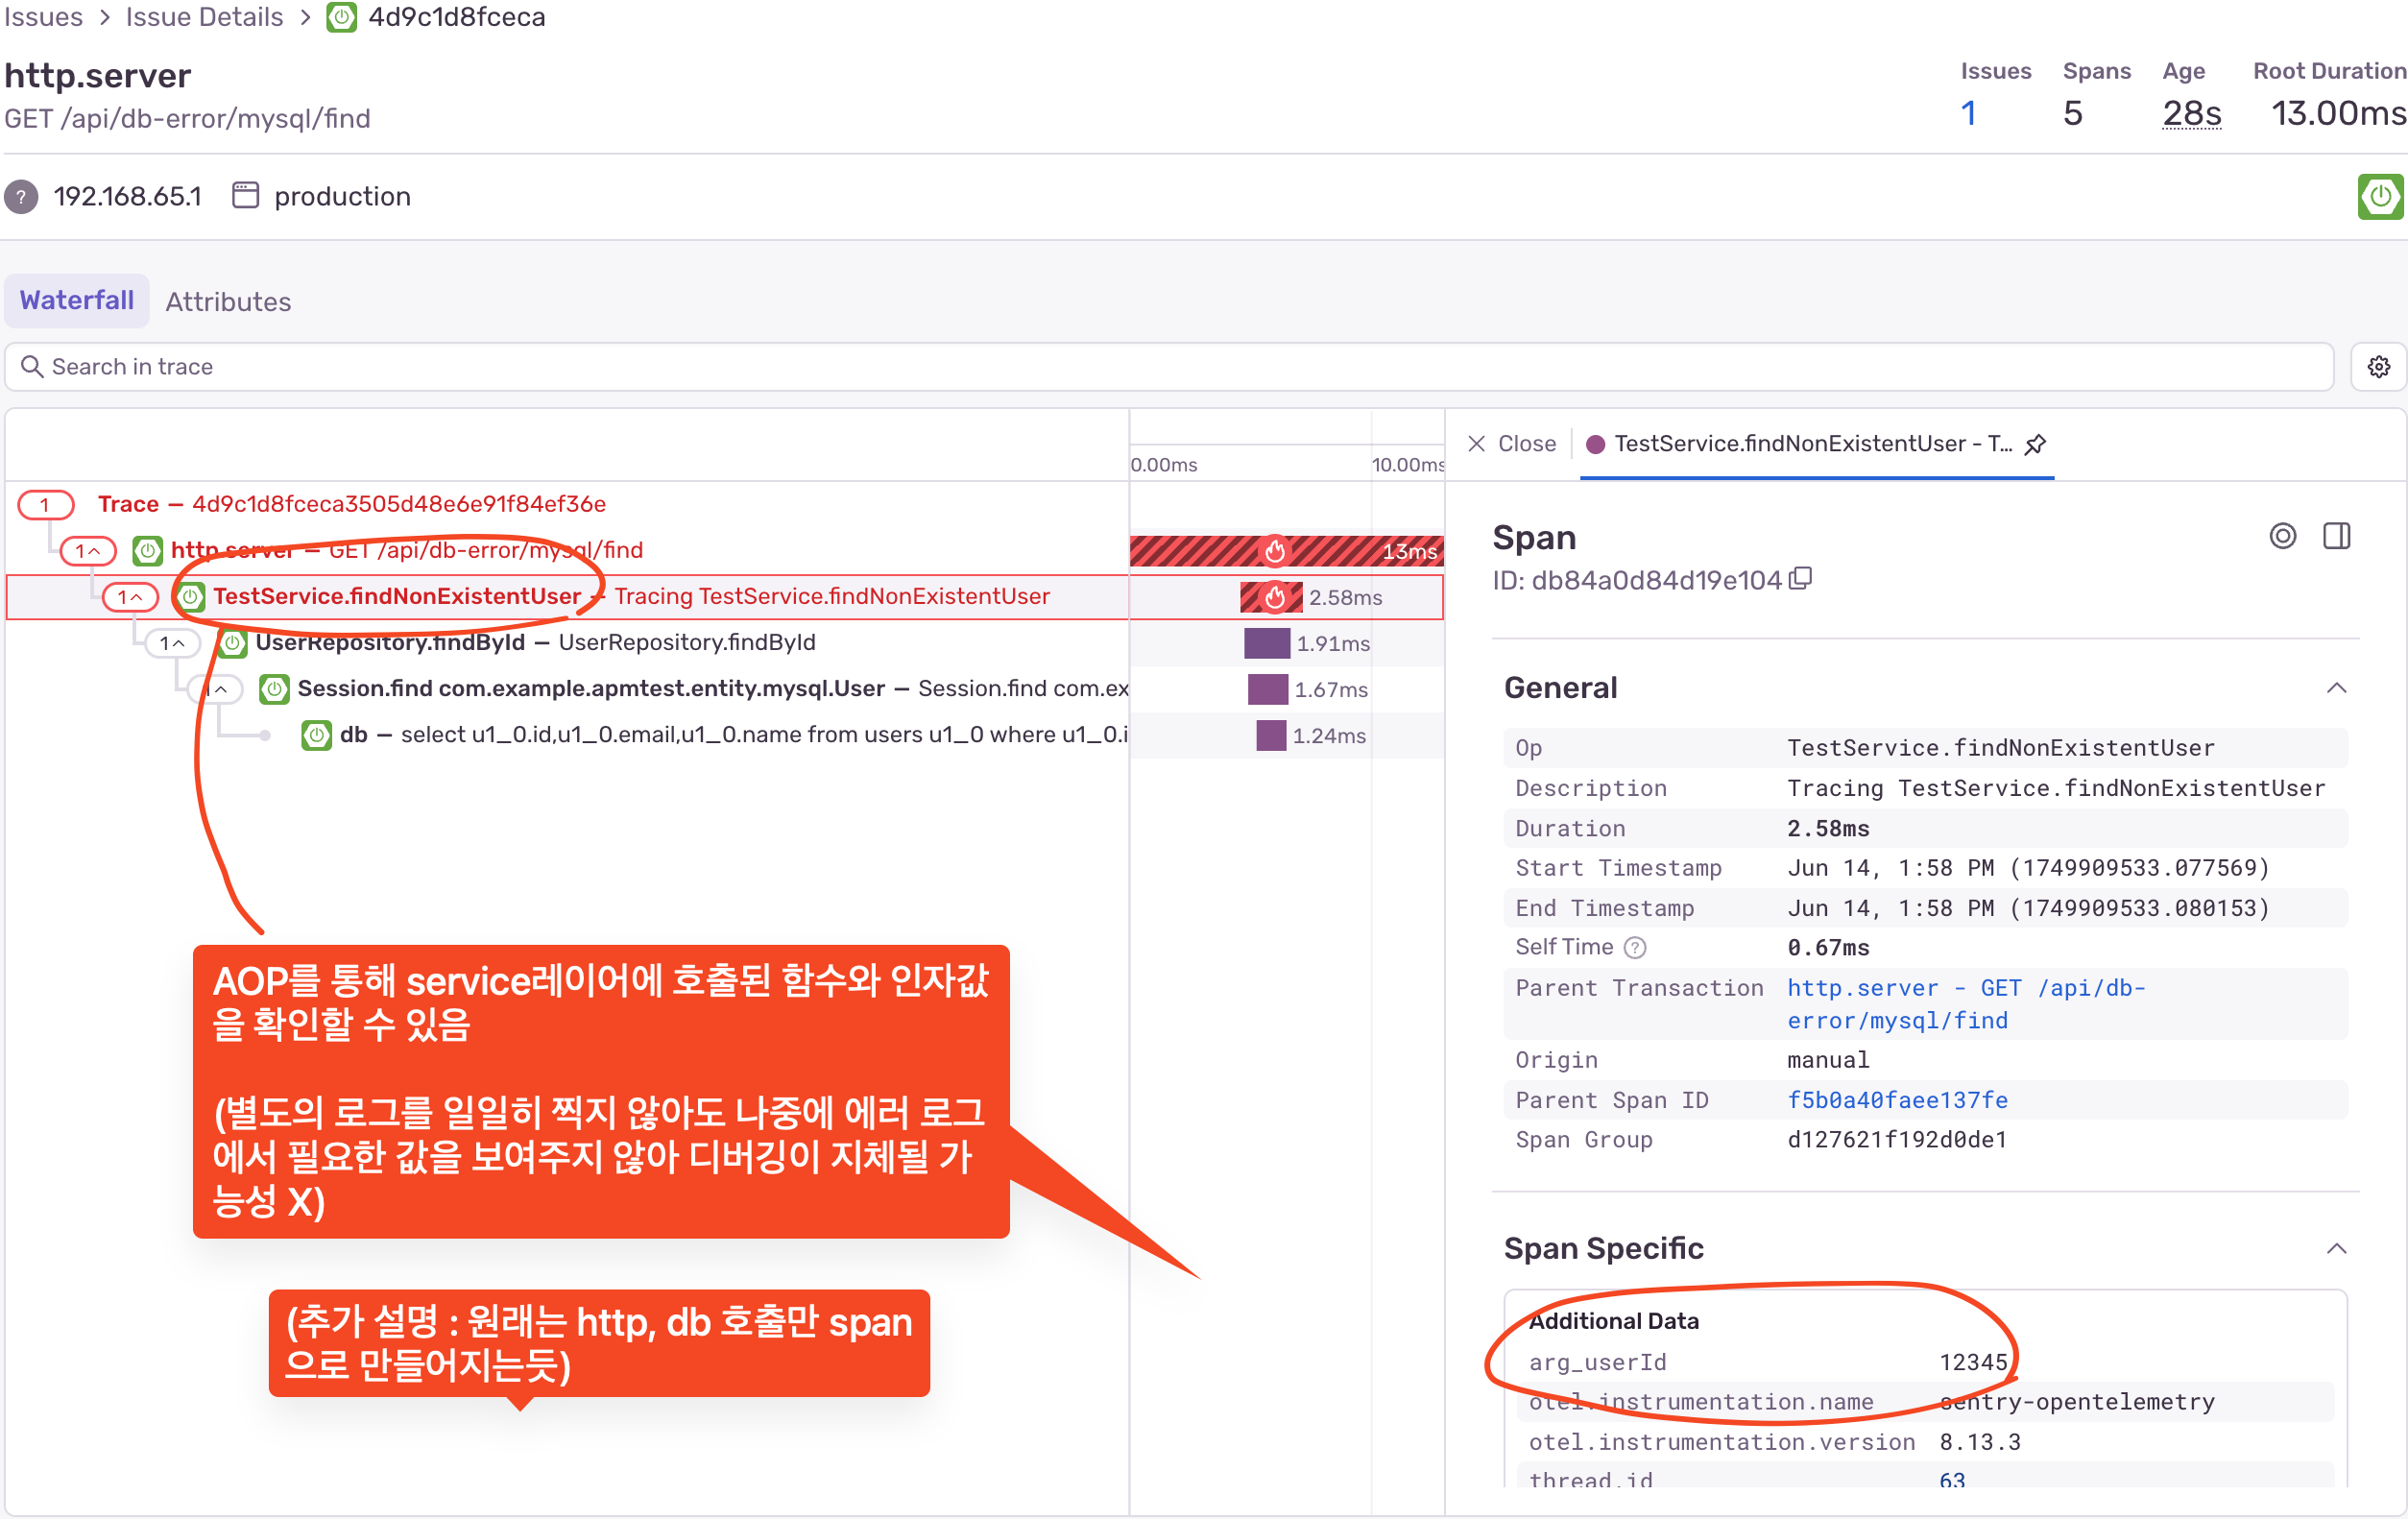 Issues > Issue Details > 4d9c1d8fceca
http.server
GET /api/db-error/mysql/find
Issues Spans Age Root Duration
1 5 28s 13.00ms
192.168.65.1 production
Waterfall Attributes
Search in trace
0.00ms 10.00ms
1 Trace — 4d9c1d8fceca3505d48e6e91f84ef36e
1 http.server — GET /api/db-error/mysql/find 13ms
1 TestService.findNonExistentUser — Tracing TestService.findNonExistentUser 2.58ms
1 UserRepository.findById — UserRepository.findById 1.91ms
1 Session.find com.example.apmtest.entity.mysql.User — Session.find com.ex 1.67ms
db — select u1_0.id,u1_0.email,u1_0.name from users u1_0 where u1_0.i 1.24ms
AOP를 통해 service레이어에 호출된 함수와 인자값
을 확인할 수 있음
(별도의 로그를 일일히 찍지 않아도 나중에 에러 로그
에서 필요한 값을 보여주지 않아 디버깅이 지체될 가
능성 X)
(추가 설명 : 원래는 http, db 호출만 span
으로 만들어지는듯)
Close TestService.findNonExistentUser - T...
Span
ID: db84a0d84d19e104
General
Op TestService.findNonExistentUser
Description Tracing TestService.findNonExistentUser
Duration 2.58ms
Start Timestamp Jun 14, 1:58 PM (1749909533.077569)
End Timestamp Jun 14, 1:58 PM (1749909533.080153)
Self Time ? 0.67ms
Parent Transaction http.server - GET /api/db-
error/mysql/find
Origin manual
Parent Span ID f5b0a40faee137fe
Span Group d127621f192d0de1
Span Specific
Additional Data
arg_userId 12345
otel.instrumentation.name sentry-opentelemetry
otel.instrumentation.version 8.13.3
thread.id 63